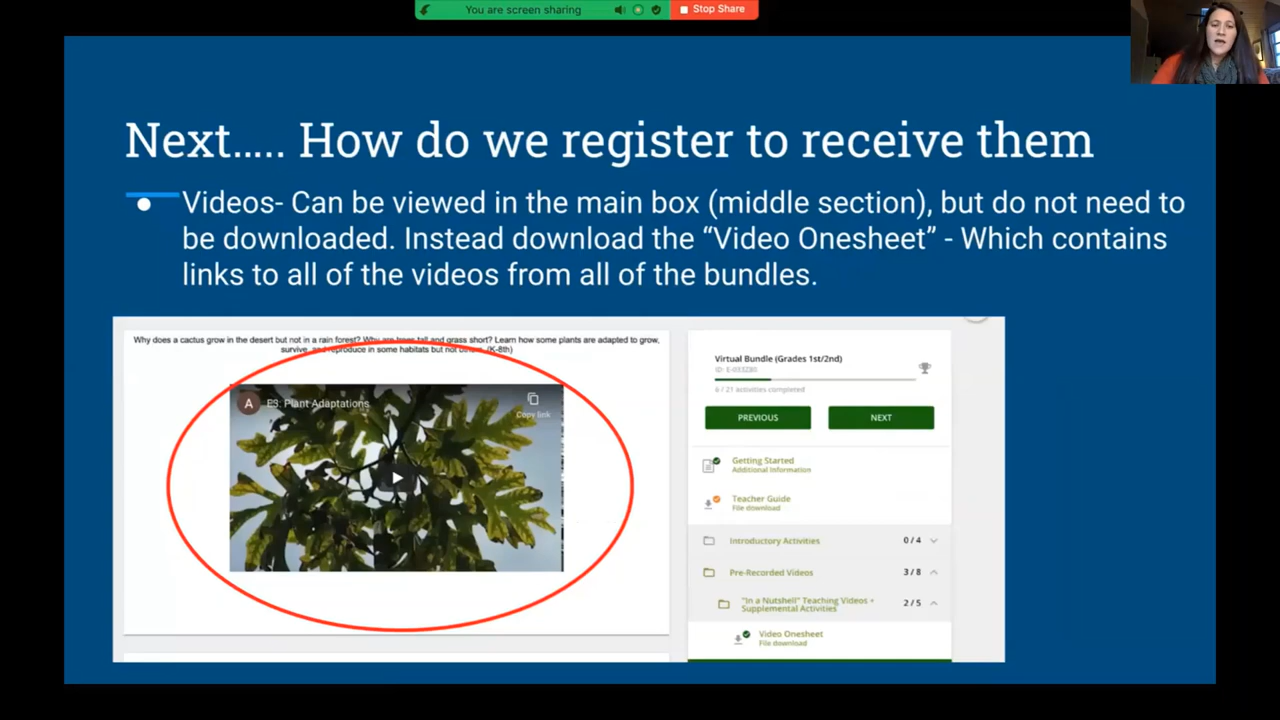 You are screen sharing
Stop Share
Next..... How do we register to receive them
Videos- Can be viewed in the main box (middle section), but do not need to
be downloaded. Instead download the “Video Onesheet” - Which contains
links to all of the videos from all of the bundles.
Why does a cactus grow in the desert but not in a rain forest? Why are trees tall and grass short? Learn how some plants are adapted to grow,
survive, and reproduce in some habitats but not others. (K-8th)
A
E3: Plant Adaptations
Copy link
Virtual Bundle (Grades 1st/2nd)
ID: E-033280
6 / 21 activities completed
PREVIOUS
NEXT
Getting Started
Additional Information
Teacher Guide
File download
Introductory Activities 0 / 4
Pre-Recorded Videos 3 / 8
"In a Nutshell" Teaching Videos + 2 / 5
Supplemental Activities
Video Onesheet
File download